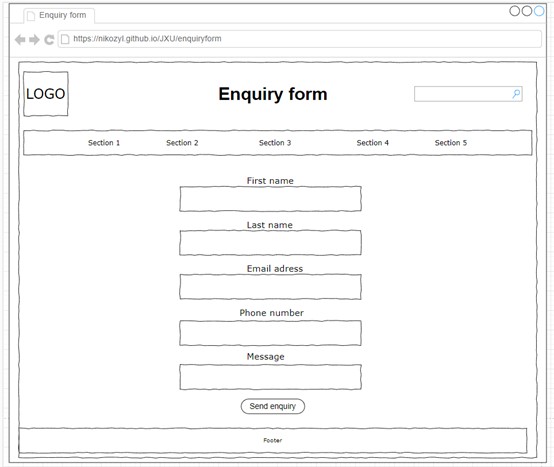 Enquiry form
https://nikozyl.github.io/JXU/enquiryform
LOGO
Enquiry form
Section 1 Section 2 Section 3 Section 4 Section 5
First name
Last name
Email adress
Phone number
Message
Send enquiry
Footer